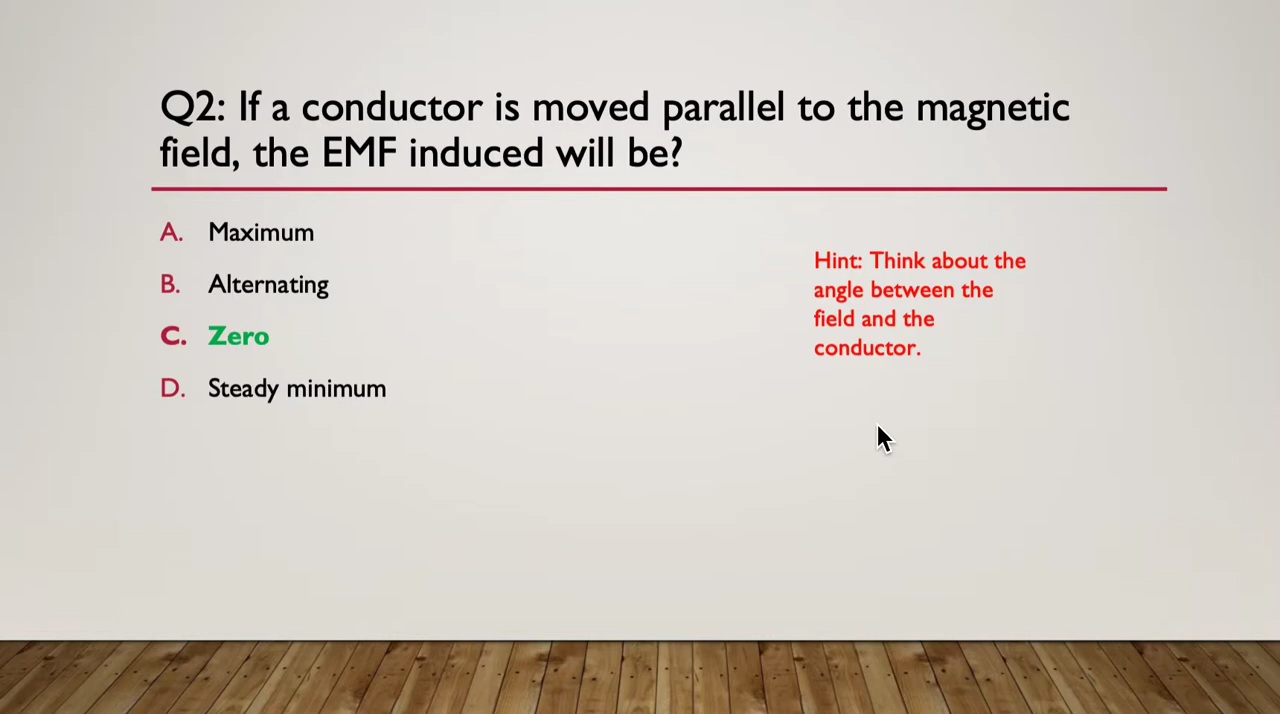 Q2: If a conductor is moved parallel to the magnetic
field, the EMF induced will be?
A. Maximum
B. Alternating
C. Zero
D. Steady minimum
Hint: Think about the
angle between the
field and the
conductor.